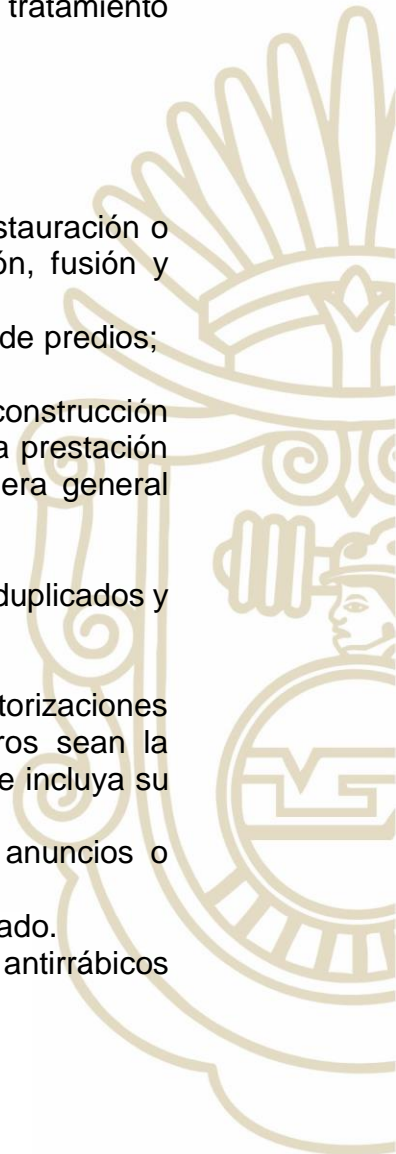 tratamiento
stauración o
ón, fusión y
de predios;
construcción
a prestación
era general
duplicados y
torizaciones
ros sean la
e incluya su
anuncios o
ado.
antirrábicos